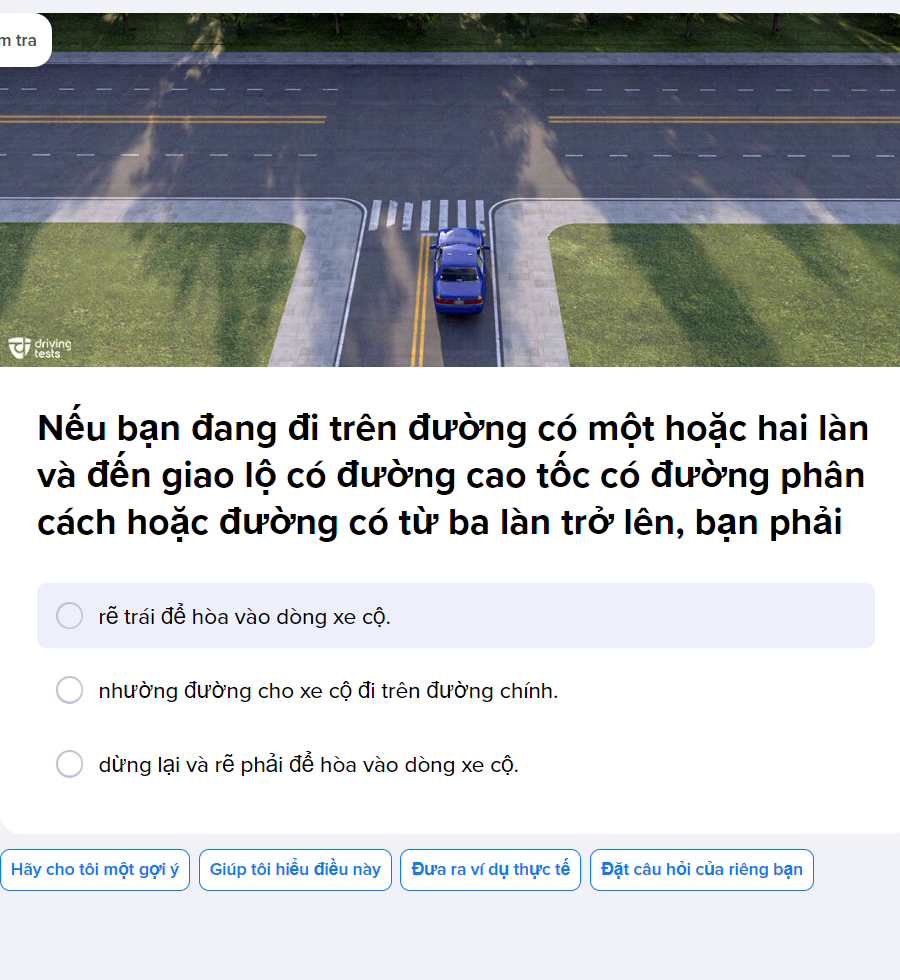 m tra
driving
tests
Nếu bạn đang đi trên đường có một hoặc hai làn
và đến giao lộ có đường cao tốc có đường phân
cách hoặc đường có từ ba làn trở lên, bạn phải
rẽ trái để hòa vào dòng xe cộ.
nhường đường cho xe cộ đi trên đường chính.
dừng lại và rẽ phải để hòa vào dòng xe cộ.
Hãy cho tôi một gợi ý
Giúp tôi hiểu điều này
Đưa ra ví dụ thực tế
Đặt câu hỏi của riêng bạn